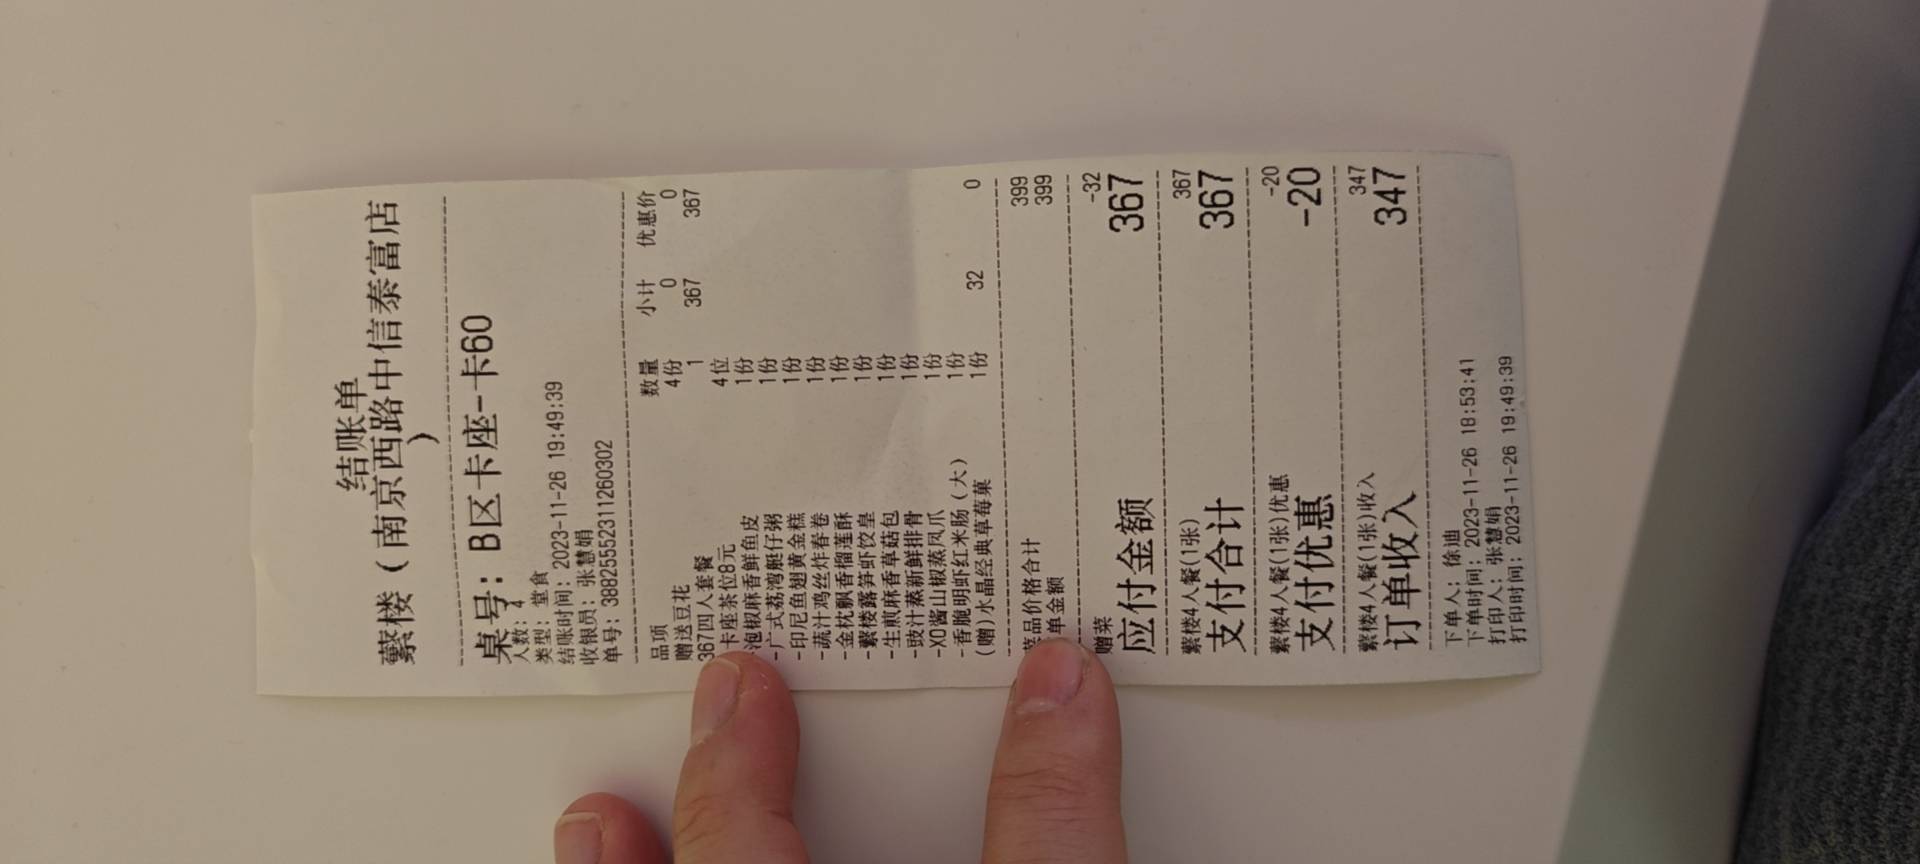 结账单
蘩楼（南京西路中信泰富店
）
桌号：B区卡座-卡60
人数：4
类型：堂食
结账时间：2023-11-26 19:49:39
收银员：张慧娟
单号：3882555231126030​2
品项 数量 小计 优惠价
赠送豆花 4份 0 0
367四人套餐 1 367 367
卡座茶位8元 4位
泡椒麻香鲜鱼皮 1份
-广式荔湾艇仔粥 1份
-印尼鱼翅黄金糕 1份
-蔬汁鸡丝炸春卷 1份
-金枕飘香榴莲酥 1份
-蘩楼露笋虾饺皇 1份
-生煎麻香草菇包 1份
-豉汁蒸新鲜排骨 1份
-XO酱山椒蒸凤爪 1份
-香脆明虾红米肠（大） 1份
(赠)水晶经典草莓菓 1份 32 0
菜品价格合计 399
单金额 399
赠菜 -32
应付金额 367
蘩楼4人餐(1张) 367
支付合计 367
蘩楼4人餐(1张)优惠 -20
支付优惠 -20
蘩楼4人餐(1张)收入 347
订单收入 347
下单人：徐迪
下单时间：2023-11-26 18:53:41
打印人：张慧娟
打印时间：2023-11-26 19:49:39